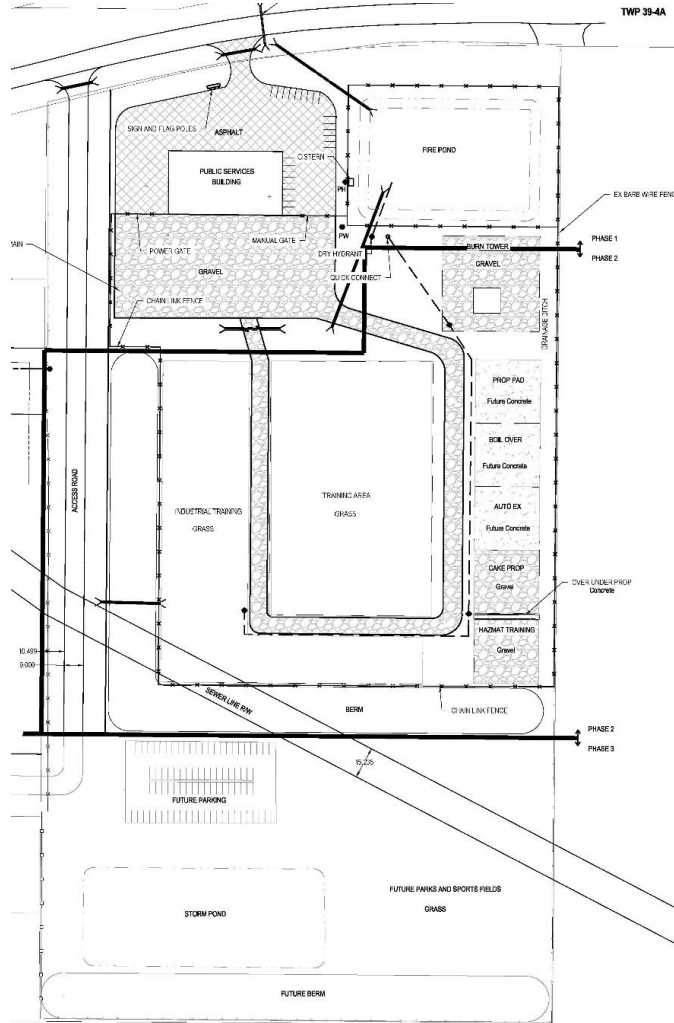 TWP 39-4A
SIGN AND FLAG POLES
ASPHALT
CISTERN
FIRE POND
PUBLIC SERVICES
BUILDING
PH
EX BARB WIRE FENC
PW
PHASE 1
MANUAL GATE
BURN TOWER
POWER GATE
DRY HYDRANT
PHASE 2
GRAVEL
GRAVEL
QUICK CONNECT
CHAIN LINK FENCE
DRAINAGE DITCH
PROP PAD
Future Concrete
BOIL OVER
Future Concrete
ACCESS ROAD
TRAINING AREA
GRASS
INDUSTRIAL TRAINING
GRASS
AUTO EX
Future Concrete
CAKE PROP
Gravel
OVER UNDER PROP
Concrete
HAZMAT TRAINING
Gravel
10.499
9.000
SEWER LINE R/W
BERM
CHAIN LINK FENCE
PHASE 2
PHASE 3
15.235
FUTURE PARKING
FUTURE PARKS AND SPORTS FIELDS
GRASS
STORM POND
FUTURE BERM